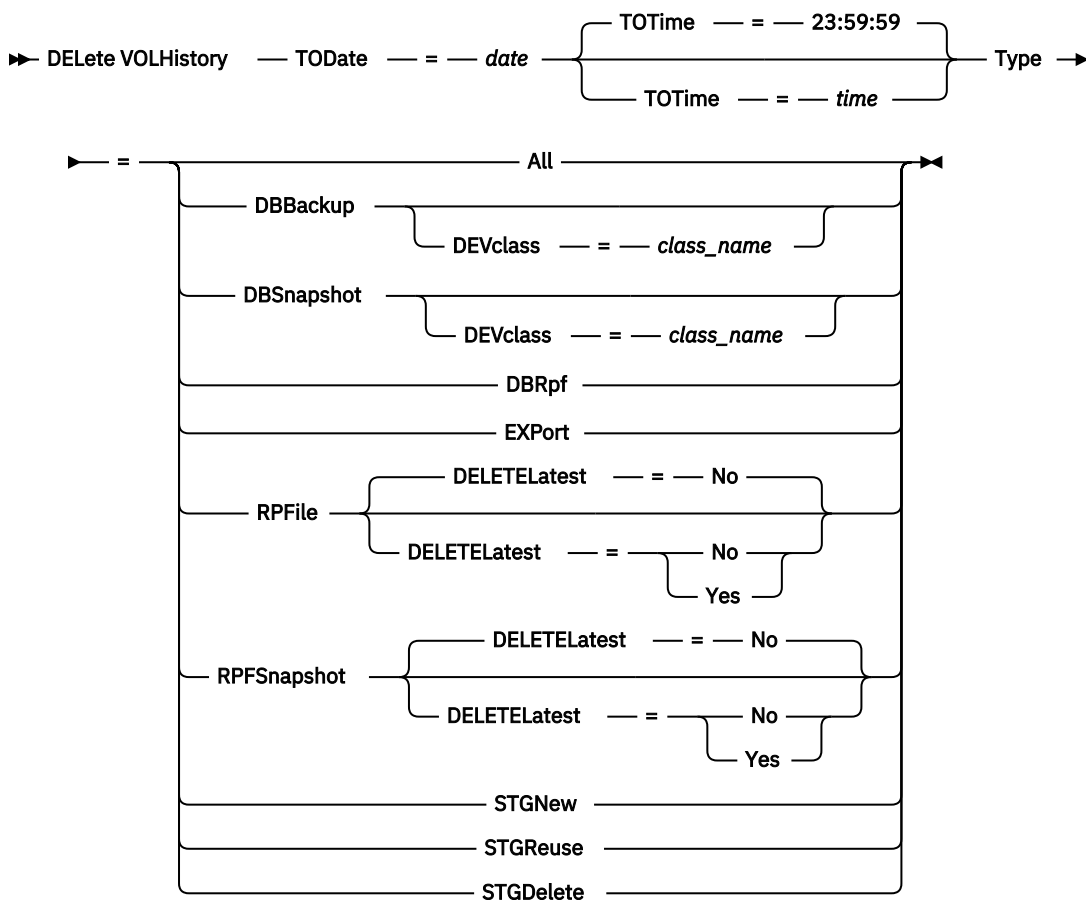 TOTime = 23:59:59
DELete VOLHistory TODate = date Type
TOTime = time
= All
DBBackup
DEVclass = class_name
DBSnapshot
DEVclass = class_name
DBRpf
EXPort
DELETELatest = No
RPFile
DELETELatest = No
Yes
DELETELatest = No
RPFSnapshot
DELETELatest = No
Yes
STGNew
STGReuse
STGDelete